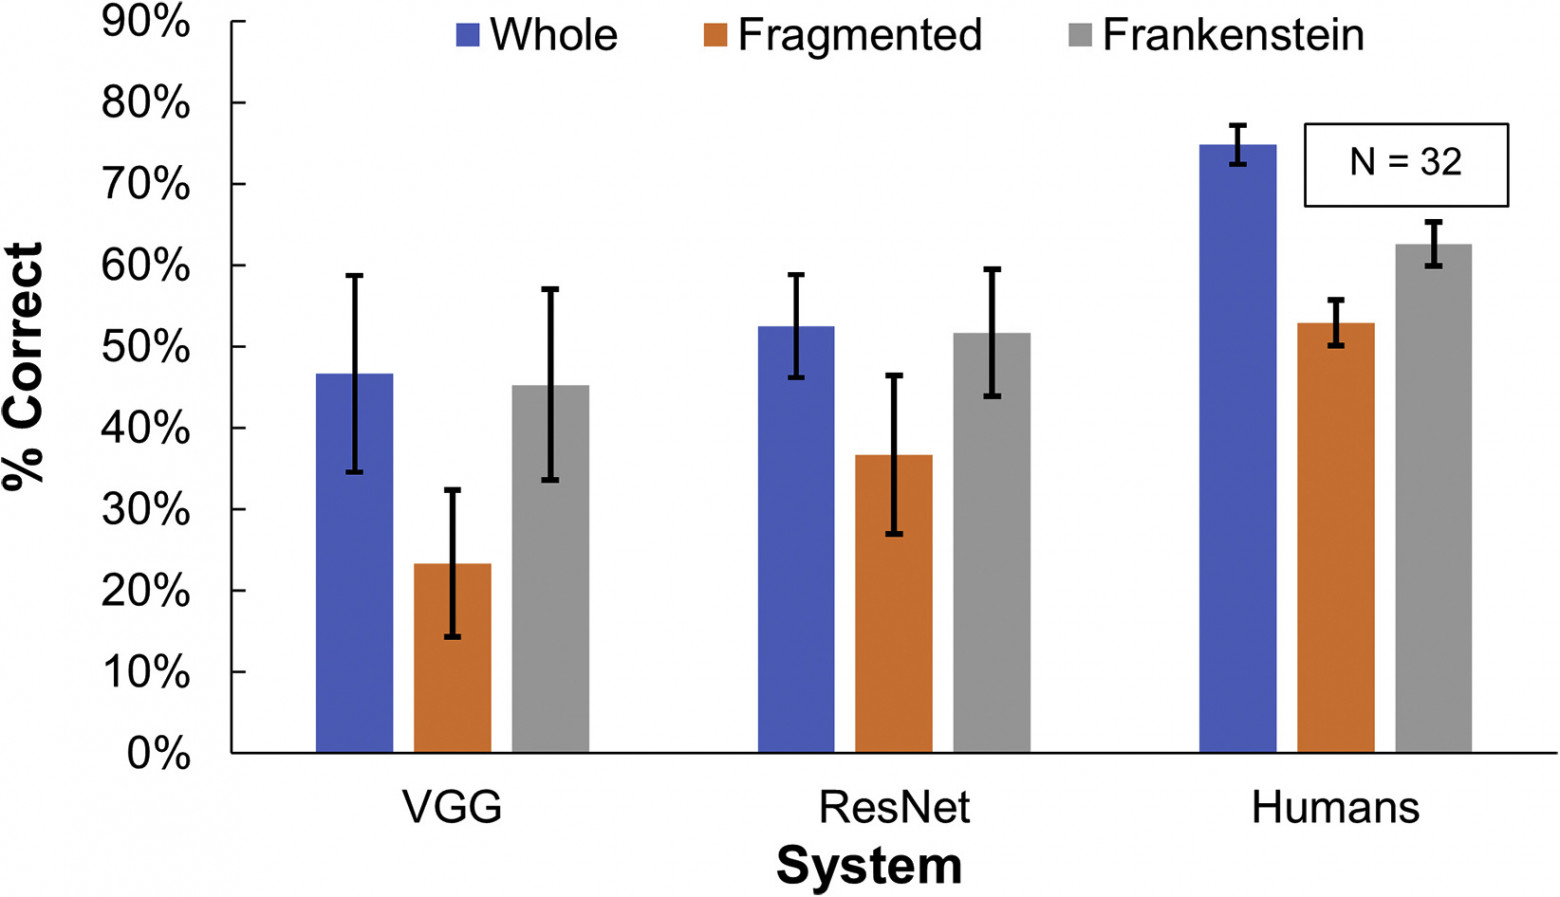 Whole Fragmented Frankenstein
90%
80%
70%
60%
50%
40%
30%
20%
10%
0%
% Correct
N = 32
VGG ResNet Humans
System